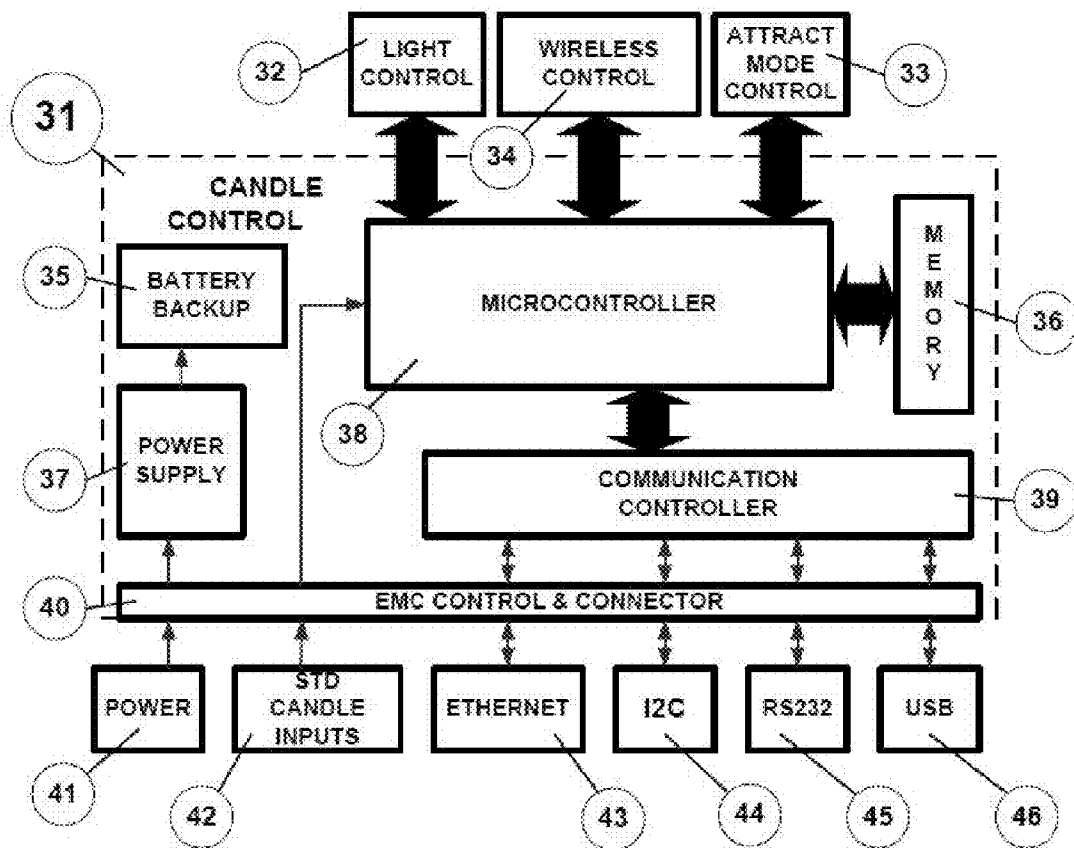 LIGHT
CONTROL
WIRELESS
CONTROL
ATTRACT
MODE
CONTROL
32
33
31
34
CANDLE
CONTROL
35
BATTERY
BACKUP
MICROCONTROLLER
M
E
M
O
R
Y
36
38
37
POWER
SUPPLY
COMMUNICATION
CONTROLLER
39
40
EMC CONTROL & CONNECTOR
POWER
STD
CANDLE
INPUTS
ETHERNET
I2C
RS232
USB
41
42
43
44
45
46